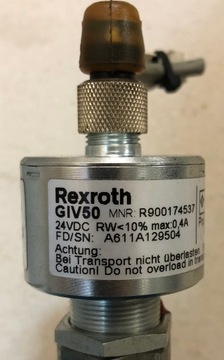 Rexroth
GIV50 MNR: R900174537
24VDC RW<10% max:0,4A
FD/SN: A611A129504
Achtung:
Bei Transport nicht überlasten
Caution! Do not overload in